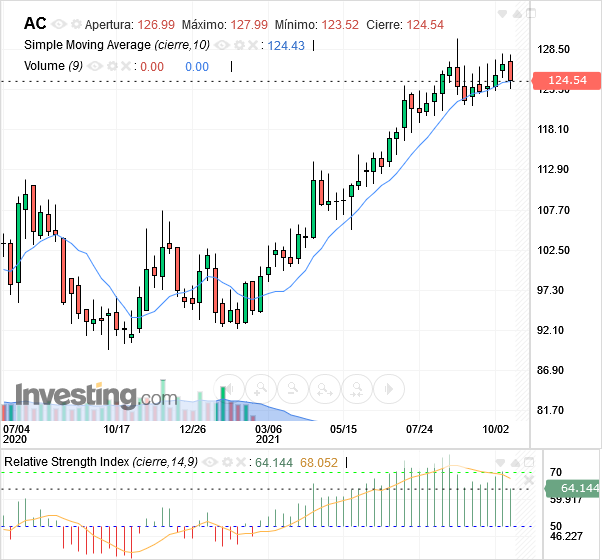 AC Apertura: 126.99 Máximo: 127.99 Mínimo: 123.52 Cierre: 124.54
Simple Moving Average (cierre,10) : 124.43
Volume (9) : 0.00 0.00
128.50
124.54
118.10
112.90
107.70
102.50
97.30
92.10
86.90
81.70
Investing.com
07/04 10/17 12/26 03/06 05/15 07/24 10/02
2020 2021
Relative Strength Index (cierre,14,9) : 64.144 68.052
70
64.144
59.917
50
46.227